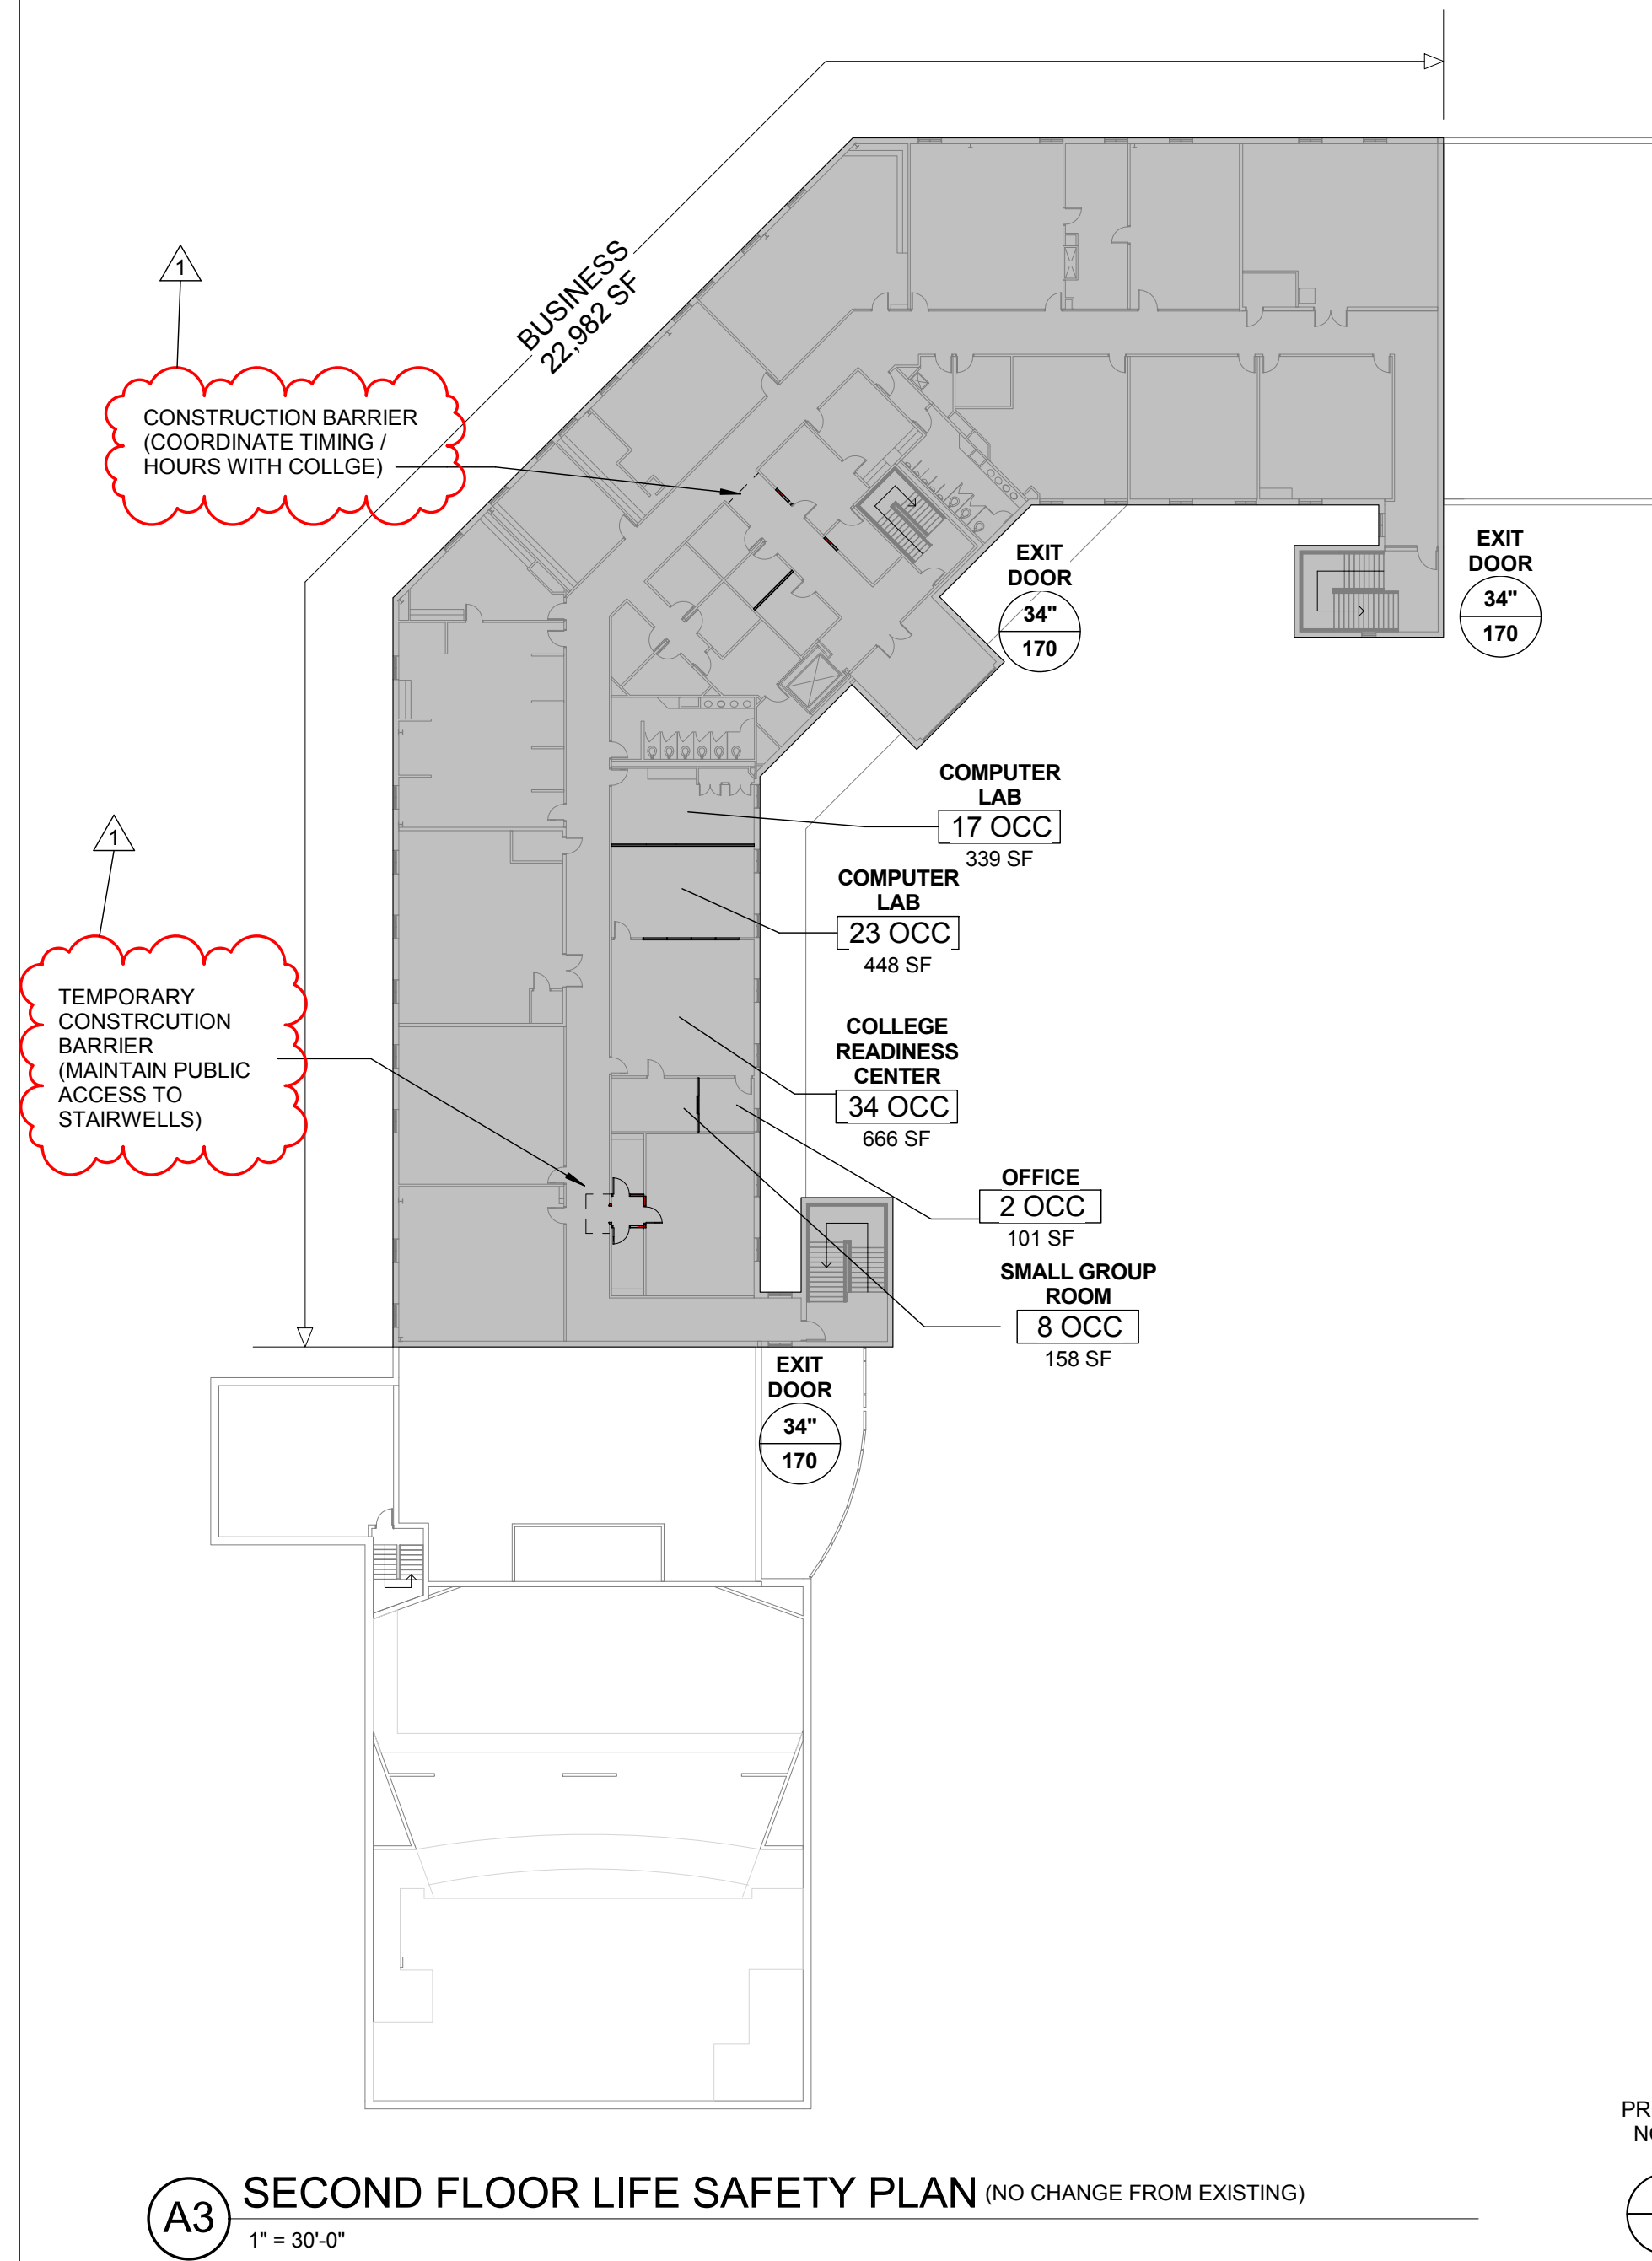 1
BUSINESS
22,982 SF
CONSTRUCTION BARRIER
(COORDINATE TIMING /
HOURS WITH COLLGE)
EXIT
DOOR
34"
170
EXIT
DOOR
34"
170
COMPUTER
LAB
17 OCC
339 SF
1
COMPUTER
LAB
23 OCC
448 SF
TEMPORARY
CONSTRCUTION
BARRIER
(MAINTAIN PUBLIC
ACCESS TO
STAIRWELLS)
COLLEGE
READINESS
CENTER
34 OCC
666 SF
OFFICE
2 OCC
101 SF
SMALL GROUP
ROOM
8 OCC
158 SF
EXIT
DOOR
34"
170
A3
SECOND FLOOR LIFE SAFETY PLAN (NO CHANGE FROM EXISTING)
1" = 30'-0"